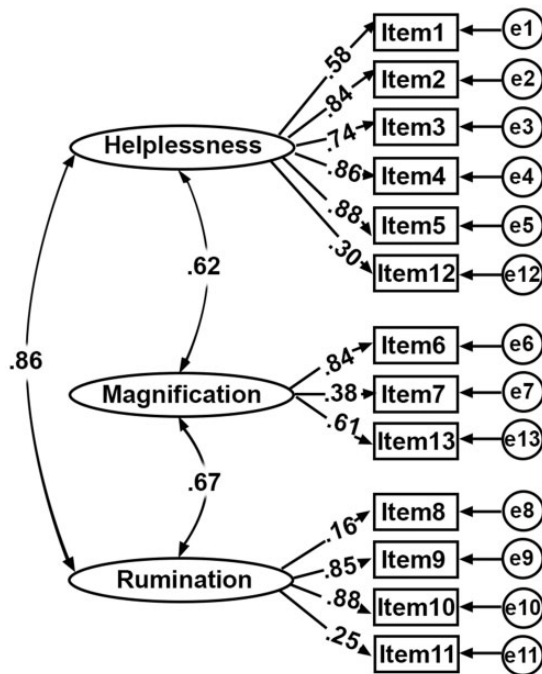 .58 Item1 e1
.84 Item2 e2
.74 Item3 e3
Helplessness
.86 Item4 e4
.88 Item5 e5
.30 Item12 e12
.62
.84 Item6 e6
.86
Magnification .38 Item7 e7
.61 Item13 e13
.67
.16 Item8 e8
.85 Item9 e9
Rumination
.88 Item10 e10
.25 Item11 e11